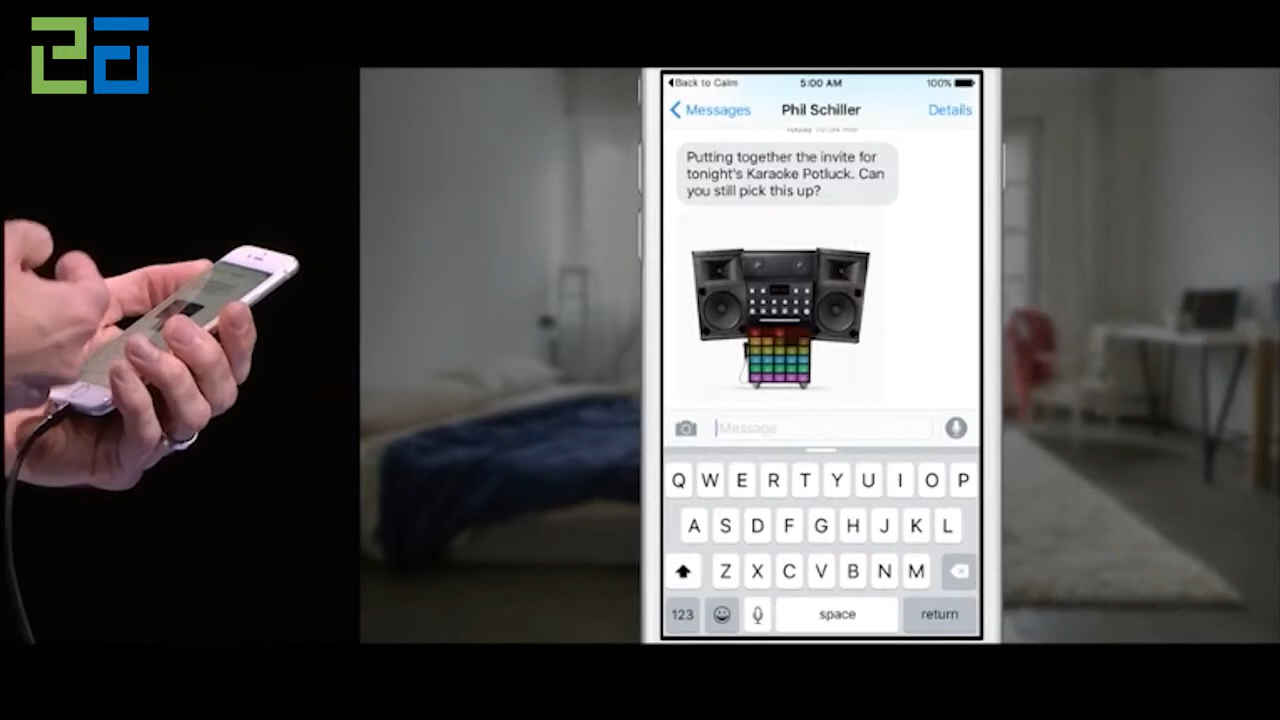 Back to Calm
5:00 AM
100%
Messages
Phil Schiller
Details
Putting together the invite for
tonight's Karaoke Potluck. Can
you still pick this up?
Message
Q W E R T Y U I O P
A S D F G H J K L
Z X C V B N M
123
space
return